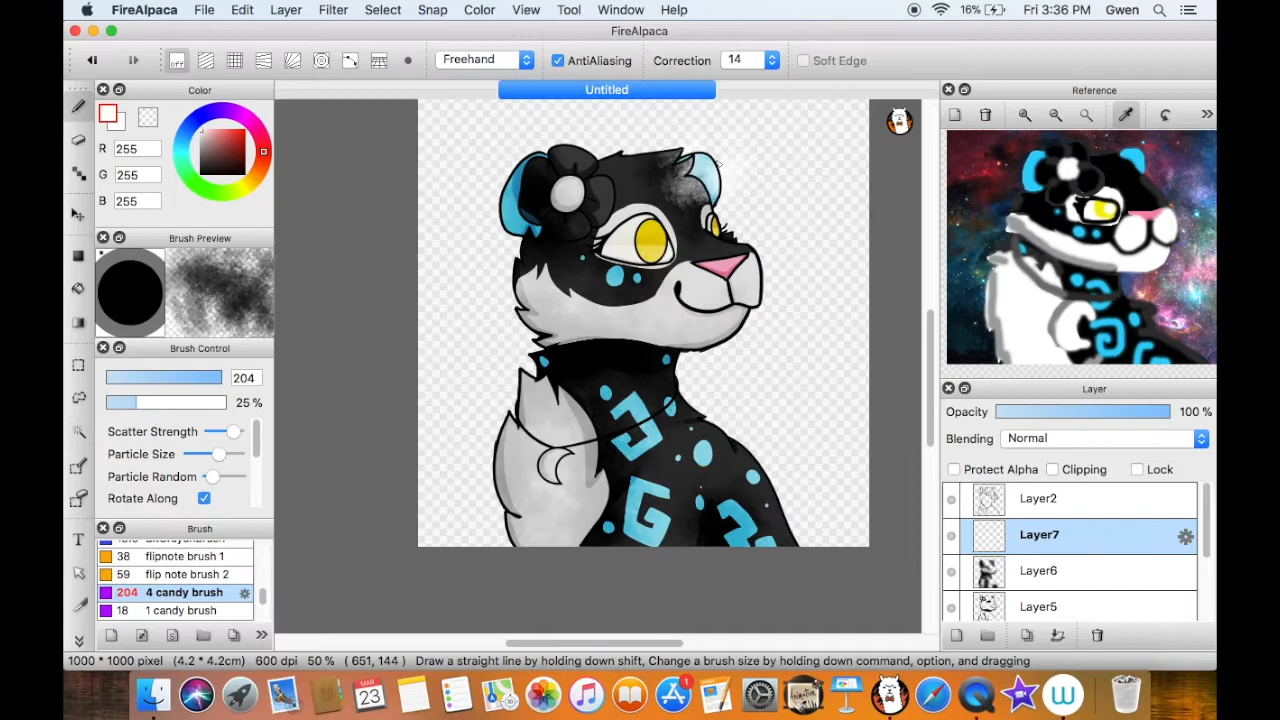 FireAlpaca File Edit Layer Filter Select Snap Color View Tool Window Help 16% Fri 3:36 PM Gwen
FireAlpaca
off Freehand AntiAliasing Correction 14 Soft Edge
Color
Untitled
Reference
R 255
G 255
B 255
Brush Preview
Brush Control
204
25 %
Scatter Strength
Particle Size
Particle Random
Rotate Along
Brush
38 flipnote brush 1
59 flip note brush 2
204 4 candy brush
18 1 candy brush
Layer
Opacity 100 %
Blending Normal
Protect Alpha Clipping Lock
Layer2
Layer7
Layer6
Layer5
T
1000 * 1000 pixel (4.2 * 4.2cm) 600 dpi 50 % ( 651, 144 ) Draw a straight line by holding down shift, Change a brush size by holding down command, option, and dragging
MAR
23
1
W